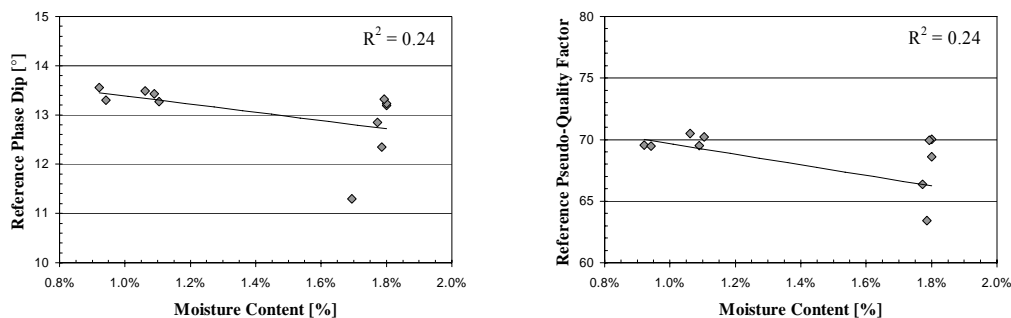 15
14
13
12
11
10
R² = 0.24
Reference Phase Dip [°]
0.8% 1.0% 1.2% 1.4% 1.6% 1.8% 2.0%
Moisture Content [%]
80
75
70
65
60
R² = 0.24
Reference Pseudo-Quality Factor
0.8% 1.0% 1.2% 1.4% 1.6% 1.8% 2.0%
Moisture Content [%]